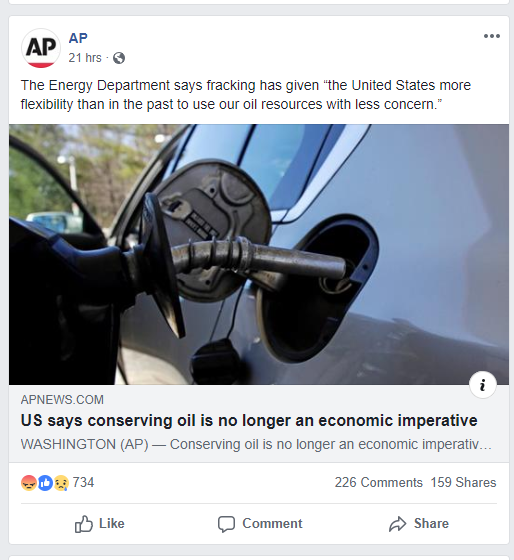 AP
AP
21 hrs ·
The Energy Department says fracking has given “the United States more
flexibility than in the past to use our oil resources with less concern.”
i
APNEWS.COM
US says conserving oil is no longer an economic imperative
WASHINGTON (AP) — Conserving oil is no longer an economic imperativ...
734
226 Comments 159 Shares
Like Comment Share